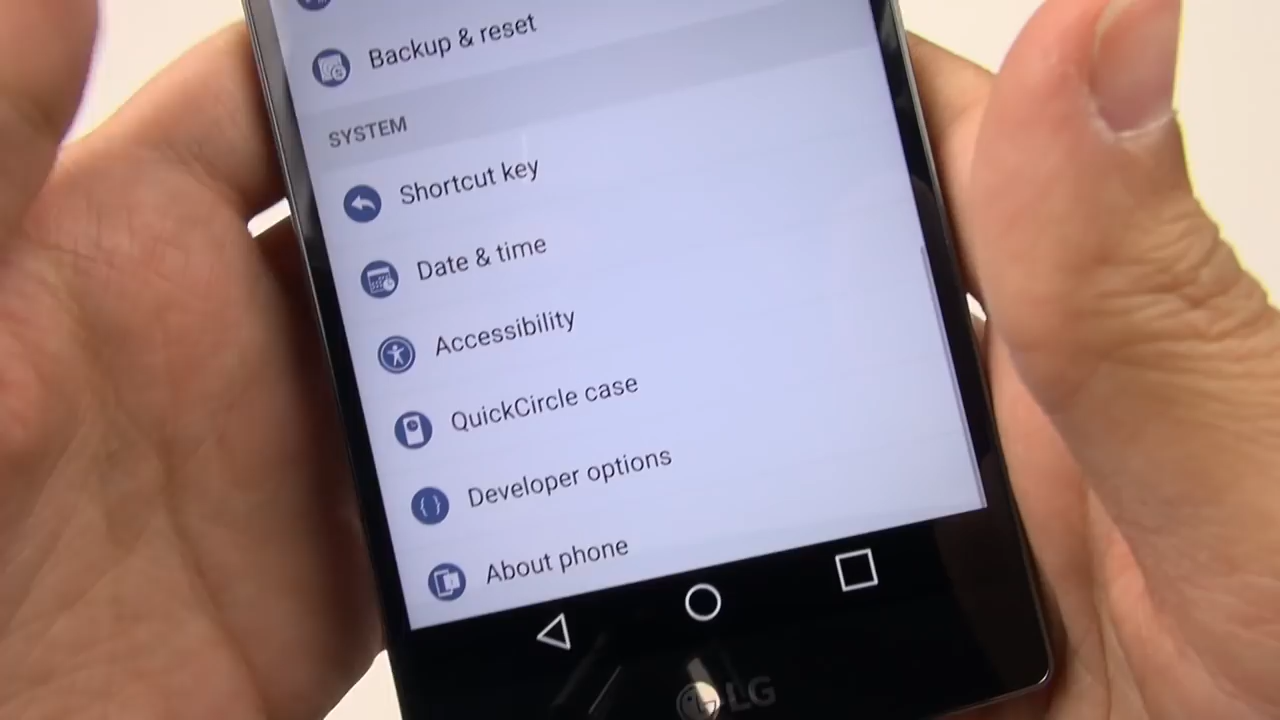 Backup & reset
SYSTEM
Shortcut key
Date & time
Accessibility
QuickCircle case
Developer options
About phone
LG